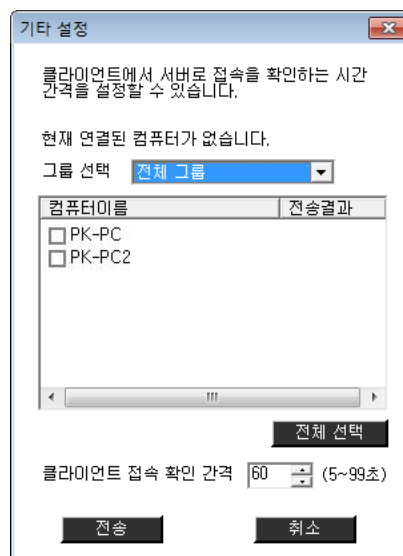 기타 설정
클라이언트에서 서버로 접속을 확인하는 시간
간격을 설정할 수 있습니다.
현재 연결된 컴퓨터가 없습니다.
그룹 선택 전체 그룹
컴퓨터이름 전송결과
PK-PC
PK-PC2
전체 선택
클라이언트 접속 확인 간격 60 (5~99초)
전송 취소